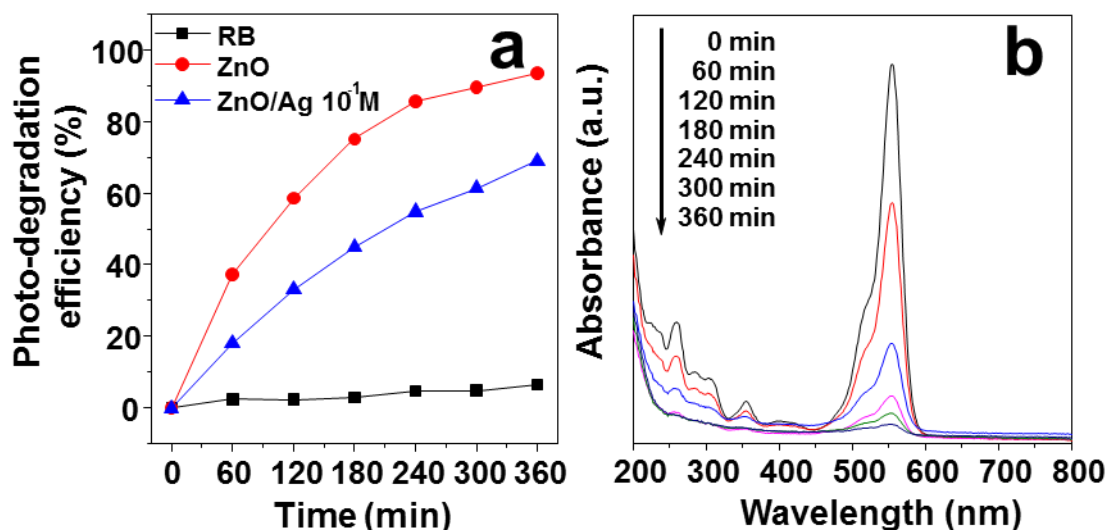 a
RB
ZnO
ZnO/Ag 10⁻¹M
Photo-degradation
efficiency (%)
100
80
60
40
20
0
0 60 120 180 240 300 360
Time (min)
b
0 min
60 min
120 min
180 min
240 min
300 min
360 min
Absorbance (a.u.)
200 300 400 500 600 700 800
Wavelength (nm)